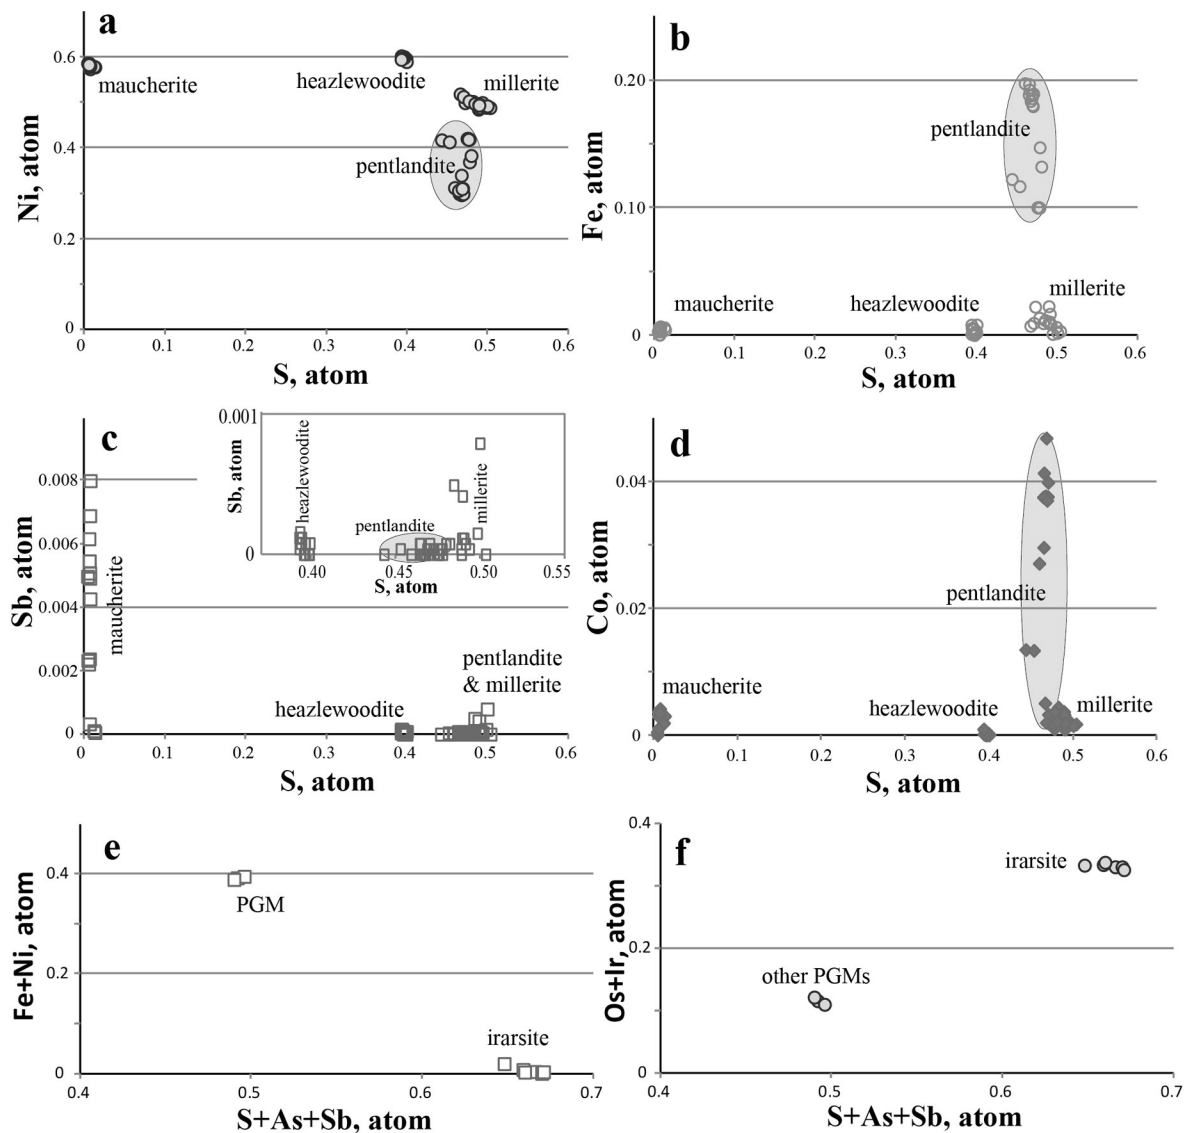 a
Ni, atom
0.6
0.4
0.2
0
maucherite
heazlewoodite
millerite
pentlandite
0 0.1 0.2 0.3 0.4 0.5 0.6
S, atom
b
Fe, atom
0.20
0.10
0
pentlandite
maucherite
heazlewoodite
millerite
0 0.1 0.2 0.3 0.4 0.5 0.6
S, atom
c
Sb, atom
0.008
0.006
0.004
0.002
0
maucherite
heazlewoodite
pentlandite
& millerite
0 0.1 0.2 0.3 0.4 0.5 0.6
S, atom
Sb, atom
0.001
0
heazlewoodite
pentlandite
millerite
0.40 0.45 0.50 0.55
S, atom
d
Co, atom
0.04
0.02
0
pentlandite
maucherite
heazlewoodite
millerite
0 0.1 0.2 0.3 0.4 0.5 0.6
S, atom
e
Fe+Ni, atom
0.4
0.2
0
PGM
irarsite
0.4 0.5 0.6 0.7
S+As+Sb, atom
f
Os+Ir, atom
0.4
0.2
0
irarsite
other PGMs
0.4 0.5 0.6 0.7
S+As+Sb, atom